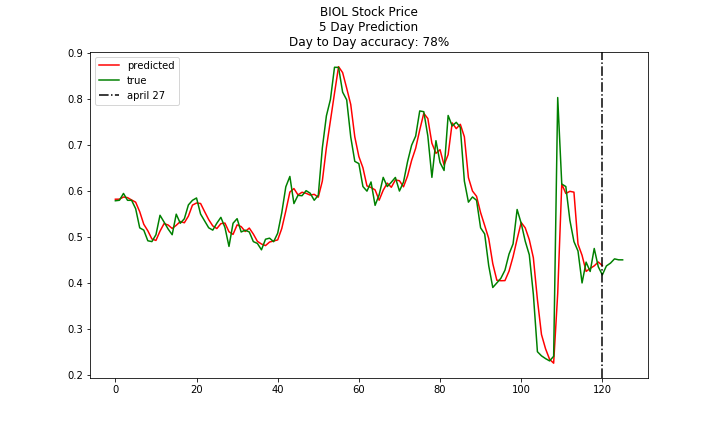 BIOL Stock Price
5 Day Prediction
Day to Day accuracy: 78%
predicted
true
april 27
0.9
0.8
0.7
0.6
0.5
0.4
0.3
0.2
0
20
40
60
80
100
120